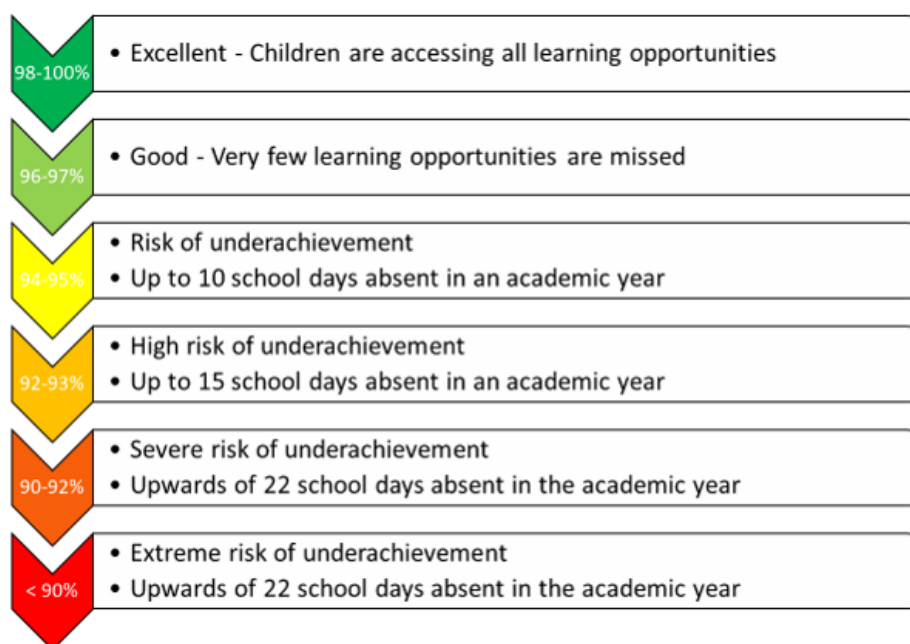 98-100%
• Excellent - Children are accessing all learning opportunities
96-97%
• Good - Very few learning opportunities are missed
94-95%
• Risk of underachievement
• Up to 10 school days absent in an academic year
92-93%
• High risk of underachievement
• Up to 15 school days absent in an academic year
90-92%
• Severe risk of underachievement
• Upwards of 22 school days absent in the academic year
< 90%
• Extreme risk of underachievement
• Upwards of 22 school days absent in the academic year